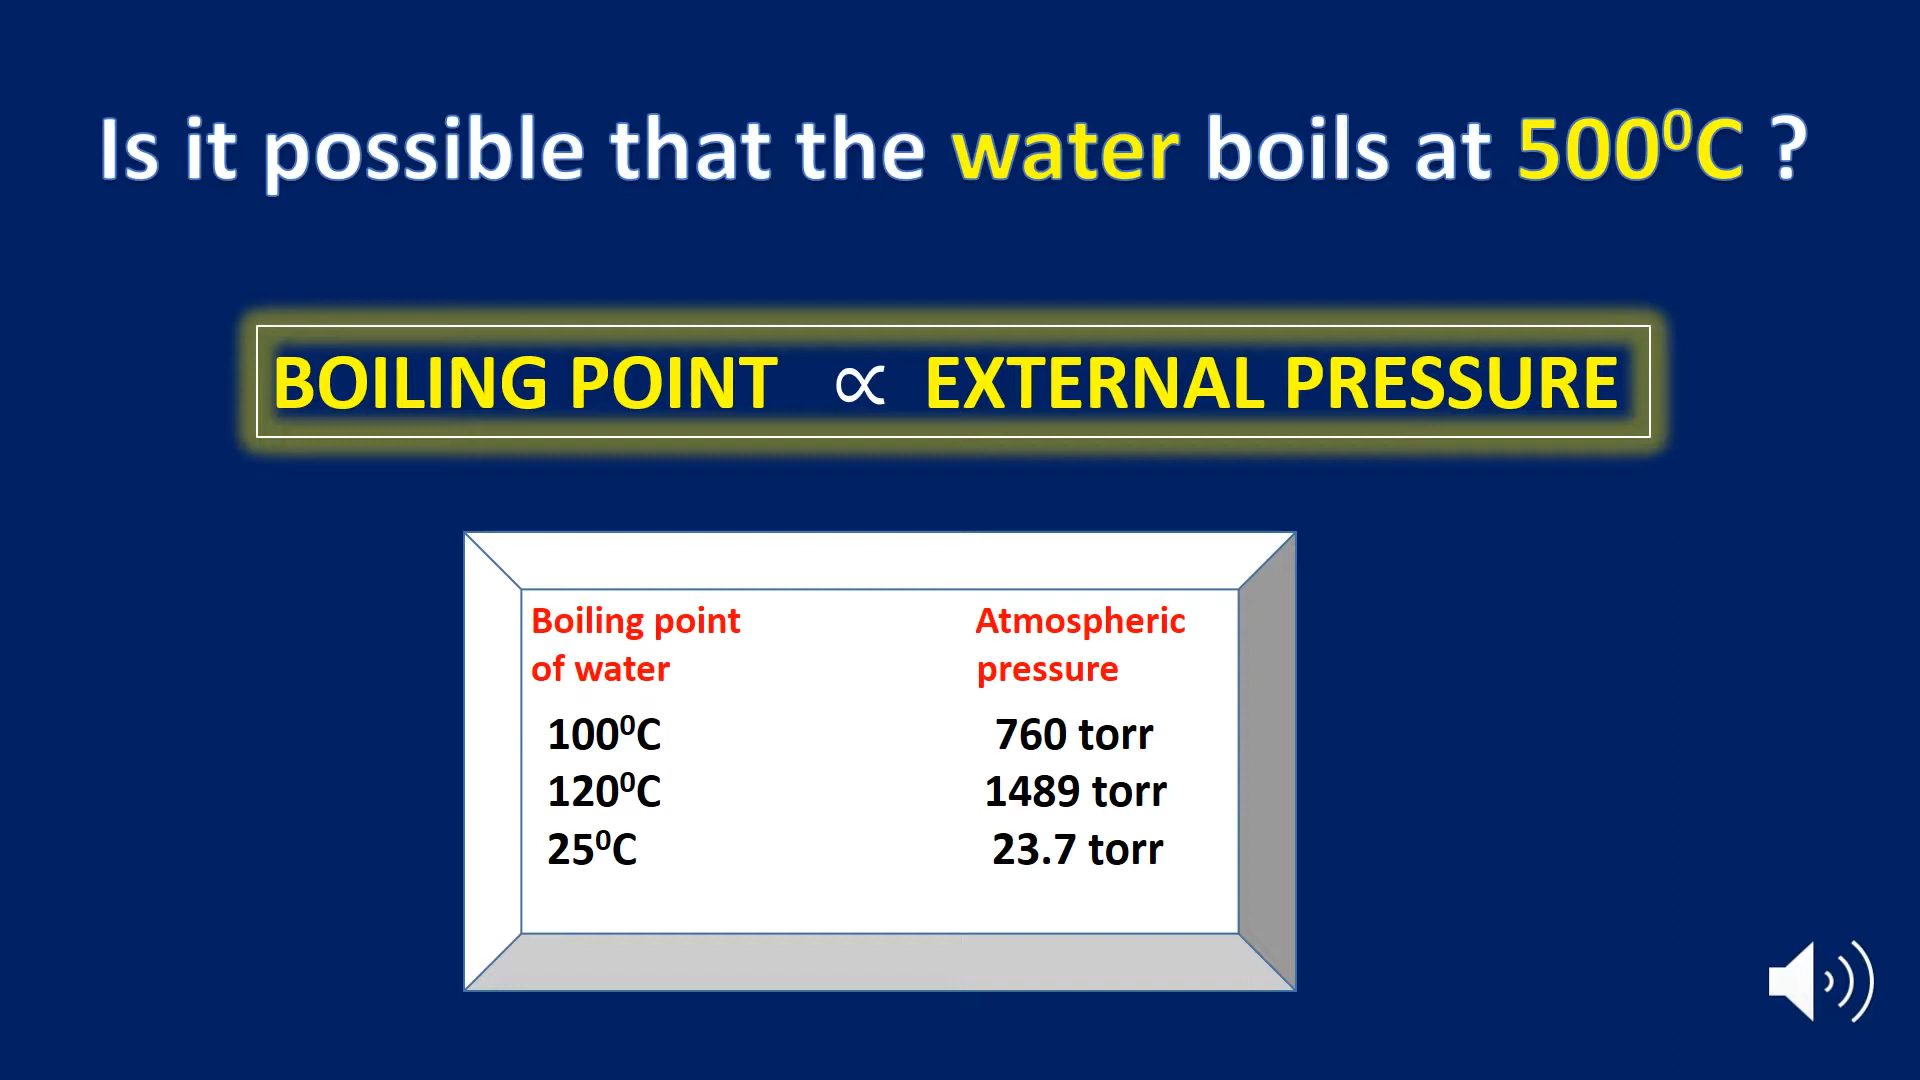 Is it possible that the water boils at 500⁰C ?
BOILING POINT ∝ EXTERNAL PRESSURE
Boiling point Atmospheric
of water pressure
100⁰C 760 torr
120⁰C 1489 torr
25⁰C 23.7 torr